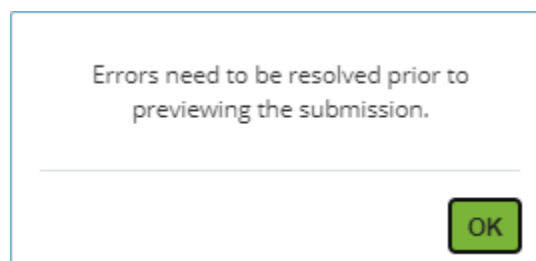 Errors need to be resolved prior to
previewing the submission.
OK